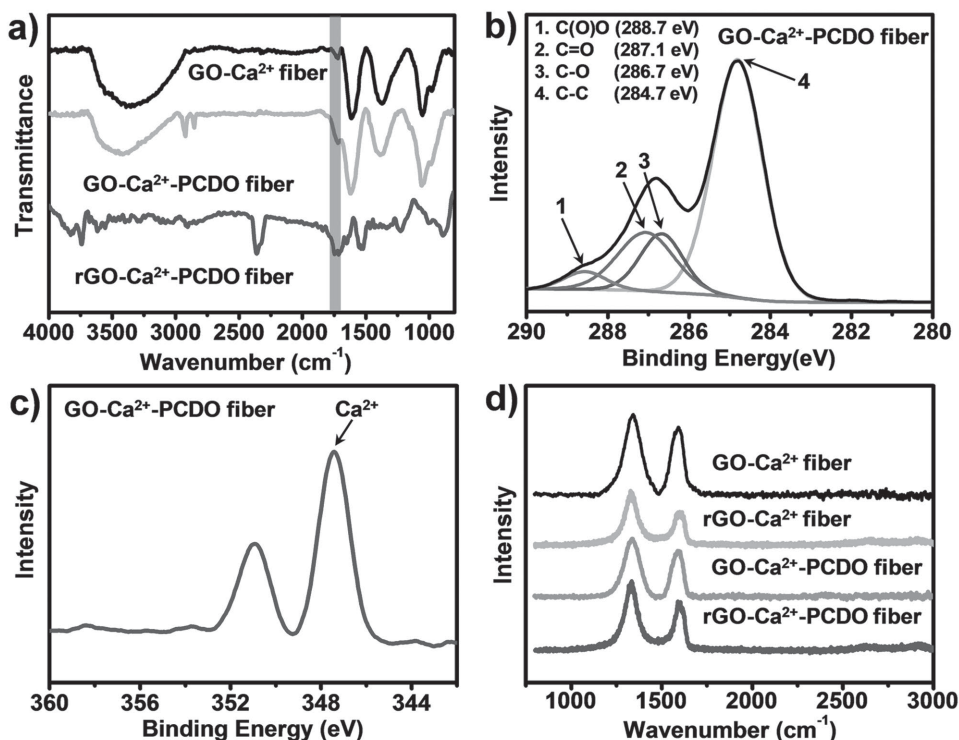 a)
Transmittance
GO-Ca²⁺ fiber
GO-Ca²⁺-PCDO fiber
rGO-Ca²⁺-PCDO fiber
4000 3500 3000 2500 2000 1500 1000
Wavenumber (cm⁻¹)
b)
Intensity
1. C(O)O (288.7 eV)
2. C=O (287.1 eV)
3. C-O (286.7 eV)
4. C-C (284.7 eV)
GO-Ca²⁺-PCDO fiber
4
3
2
1
290 288 286 284 282 280
Binding Energy(eV)
c)
Intensity
GO-Ca²⁺-PCDO fiber
Ca²⁺
360 356 352 348 344
Binding Energy (eV)
d)
Intensity
GO-Ca²⁺ fiber
rGO-Ca²⁺ fiber
GO-Ca²⁺-PCDO fiber
rGO-Ca²⁺-PCDO fiber
1000 1500 2000 2500 3000
Wavenumber (cm⁻¹)